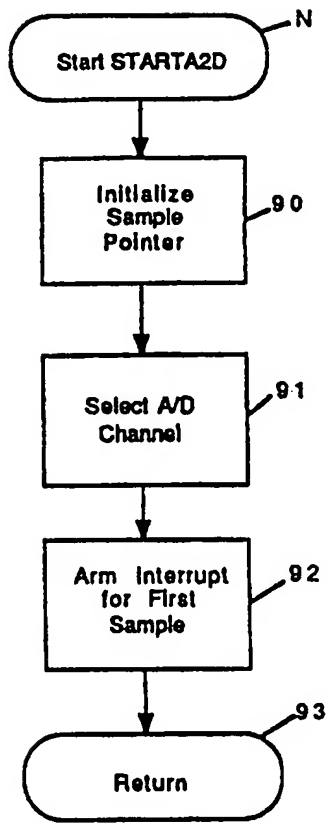 N
Start STARTA2D
Initialize
Sample
Pointer
90
Select A/D
Channel
91
Arm Interrupt
for First
Sample
92
93
Return